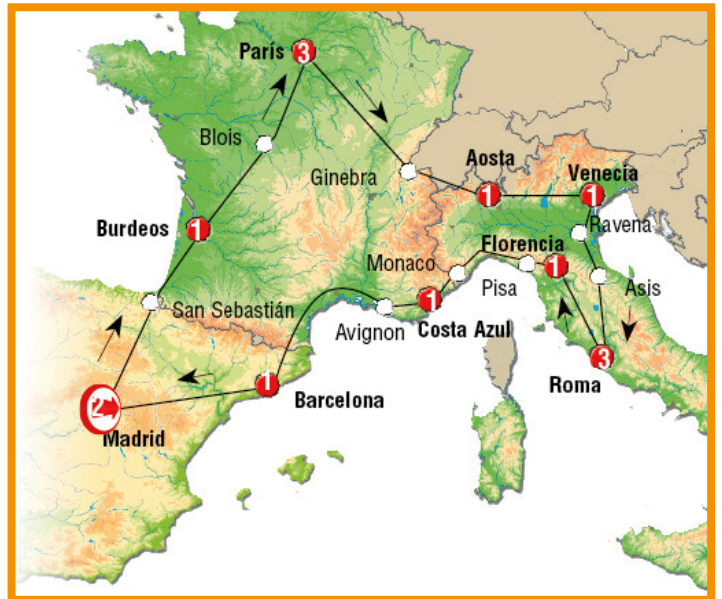 París 3
Blois
Ginebra
Aosta
Venecia
1
1
Burdeos 1
Ravena
Florencia
Monaco
1
San Sebastián
Pisa
Asis
1
Avignon
Costa Azul
3
Roma
1
Barcelona
2
Madrid